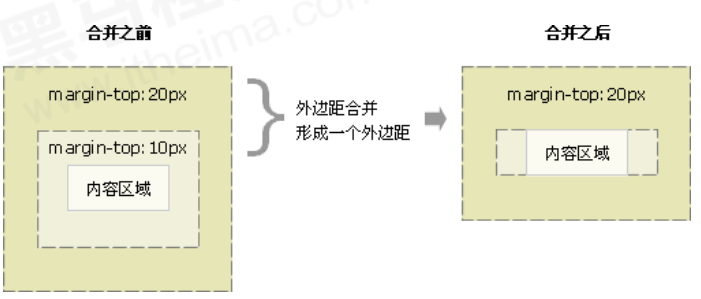 合并之前
合并之后
margin-top: 20px
margin-top: 10px
内容区域
外边距合并
形成一个外边距
margin-top: 20px
内容区域
www.itheima.com